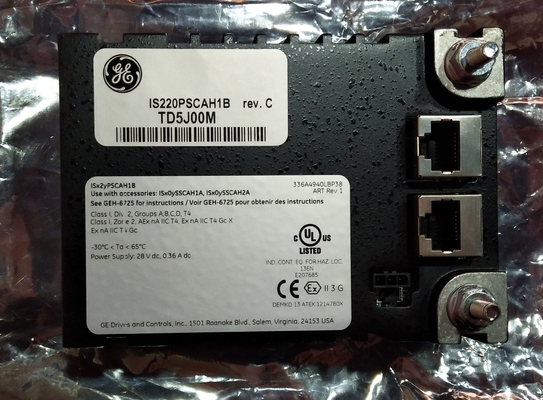 GE
IS220PSCAH1B rev. C
TD5J00M
ISx2yPSCAH1B
336A4940LBP38
Use with accessories: ISx0ySSCAH1A, ISx0ySSCAH2A
ART Rev 1
See GEH-6725 for instructions / Voir GEH-6725 pour obtenir des instructions
Class I, Div. 2, Groups A,B,C,D, T4
Class I, Zone 2, AEx nA IIC T4, Ex nA IIC T4 Gc X
Ex nA IIC T4 Gc
-30°C < Ta < 65°C
Power Supply: 28 v dc, 0.36 A dc
C UL US
LISTED
IND. CONT. EQ. FOR HAZ. LOC.
13EN
E207685
CE Ex II 3 G
DEMKO 13 ATEX 1214780X
GE Drives and Controls, Inc., 1501 Roanoke Blvd., Salem, Virginia, 24153 USA